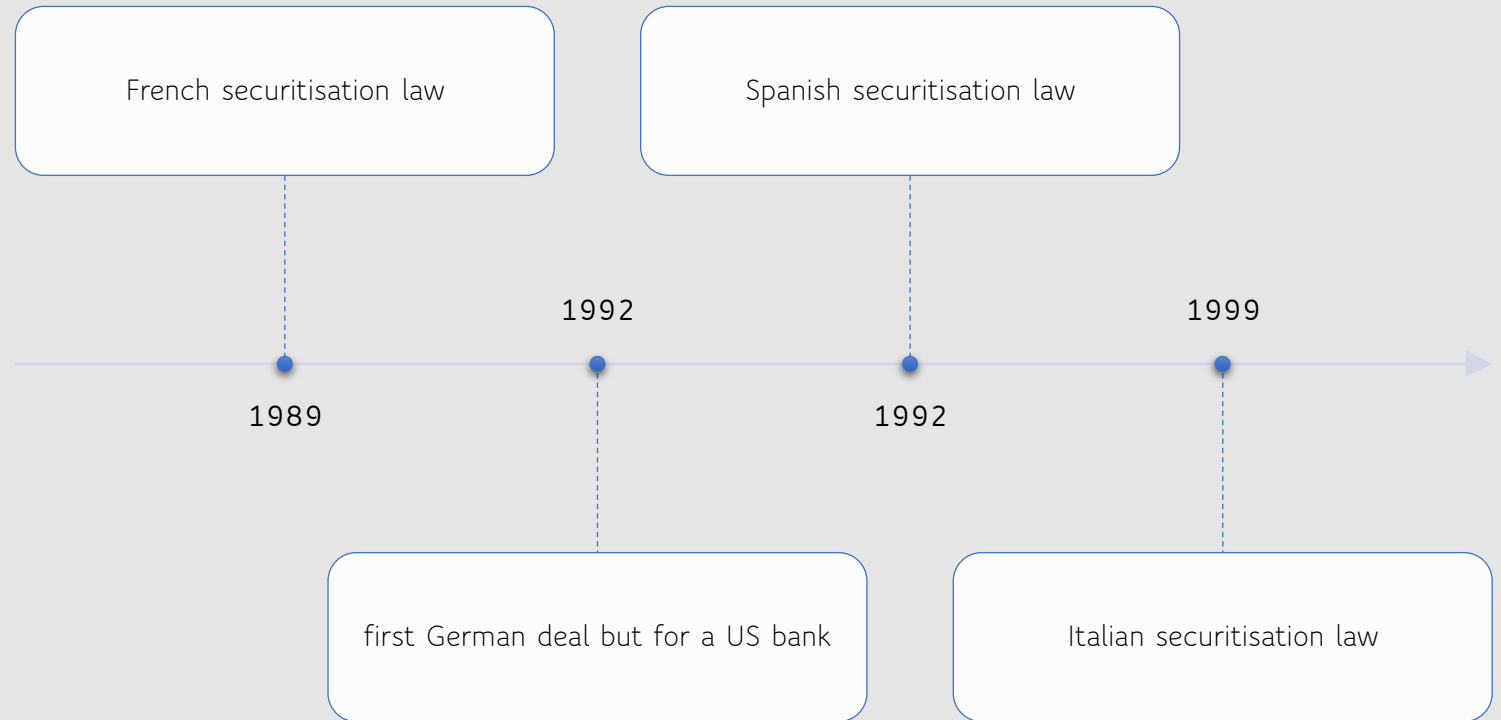 French securitisation law
Spanish securitisation law
1992
1999
1989
1992
first German deal but for a US bank
Italian securitisation law